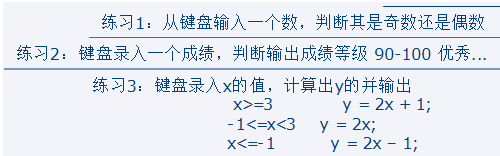 练习1：从键盘输入一个数，判断其是奇数还是偶数
练习2：键盘录入一个成绩，判断输出成绩等级 90-100 优秀...
练习3：键盘录入x的值，计算出y的并输出
x>=3 y = 2x + 1;
-1<=x<3 y = 2x;
x<=-1 y = 2x – 1;